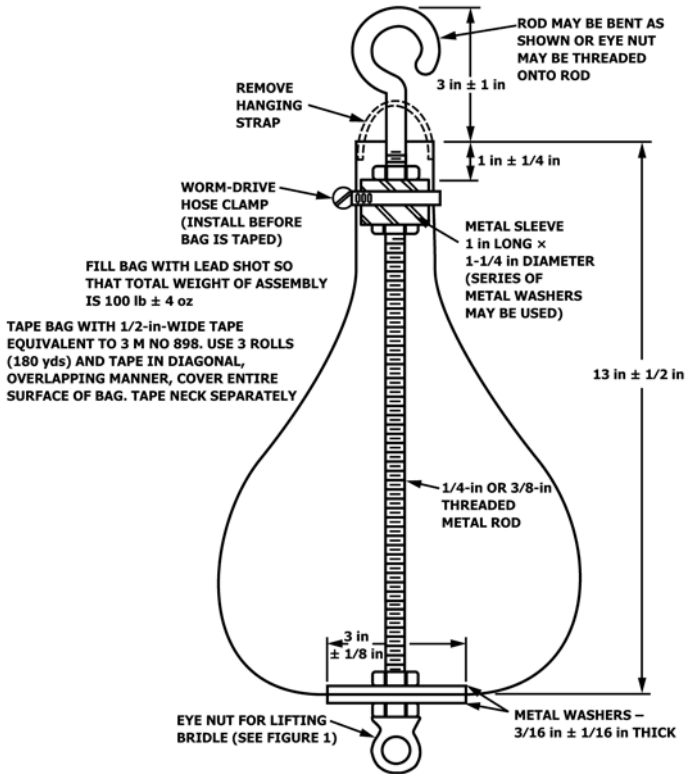 ROD MAY BE BENT AS
SHOWN OR EYE NUT
MAY BE THREADED
ONTO ROD
3 in ± 1 in
REMOVE
HANGING
STRAP
1 in ± 1/4 in
WORM-DRIVE
HOSE CLAMP
(INSTALL BEFORE
BAG IS TAPED)
METAL SLEEVE
1 in LONG ×
1-1/4 in DIAMETER
(SERIES OF
METAL WASHERS
MAY BE USED)
FILL BAG WITH LEAD SHOT SO
THAT TOTAL WEIGHT OF ASSEMBLY
IS 100 lb ± 4 oz
TAPE BAG WITH 1/2-in-WIDE TAPE
EQUIVALENT TO 3 M NO 898. USE 3 ROLLS
(180 yds) AND TAPE IN DIAGONAL,
OVERLAPPING MANNER, COVER ENTIRE
SURFACE OF BAG. TAPE NECK SEPARATELY
13 in ± 1/2 in
1/4-in OR 3/8-in
THREADED
METAL ROD
3 in
± 1/8 in
EYE NUT FOR LIFTING
BRIDLE (SEE FIGURE 1)
METAL WASHERS –
3/16 in ± 1/16 in THICK